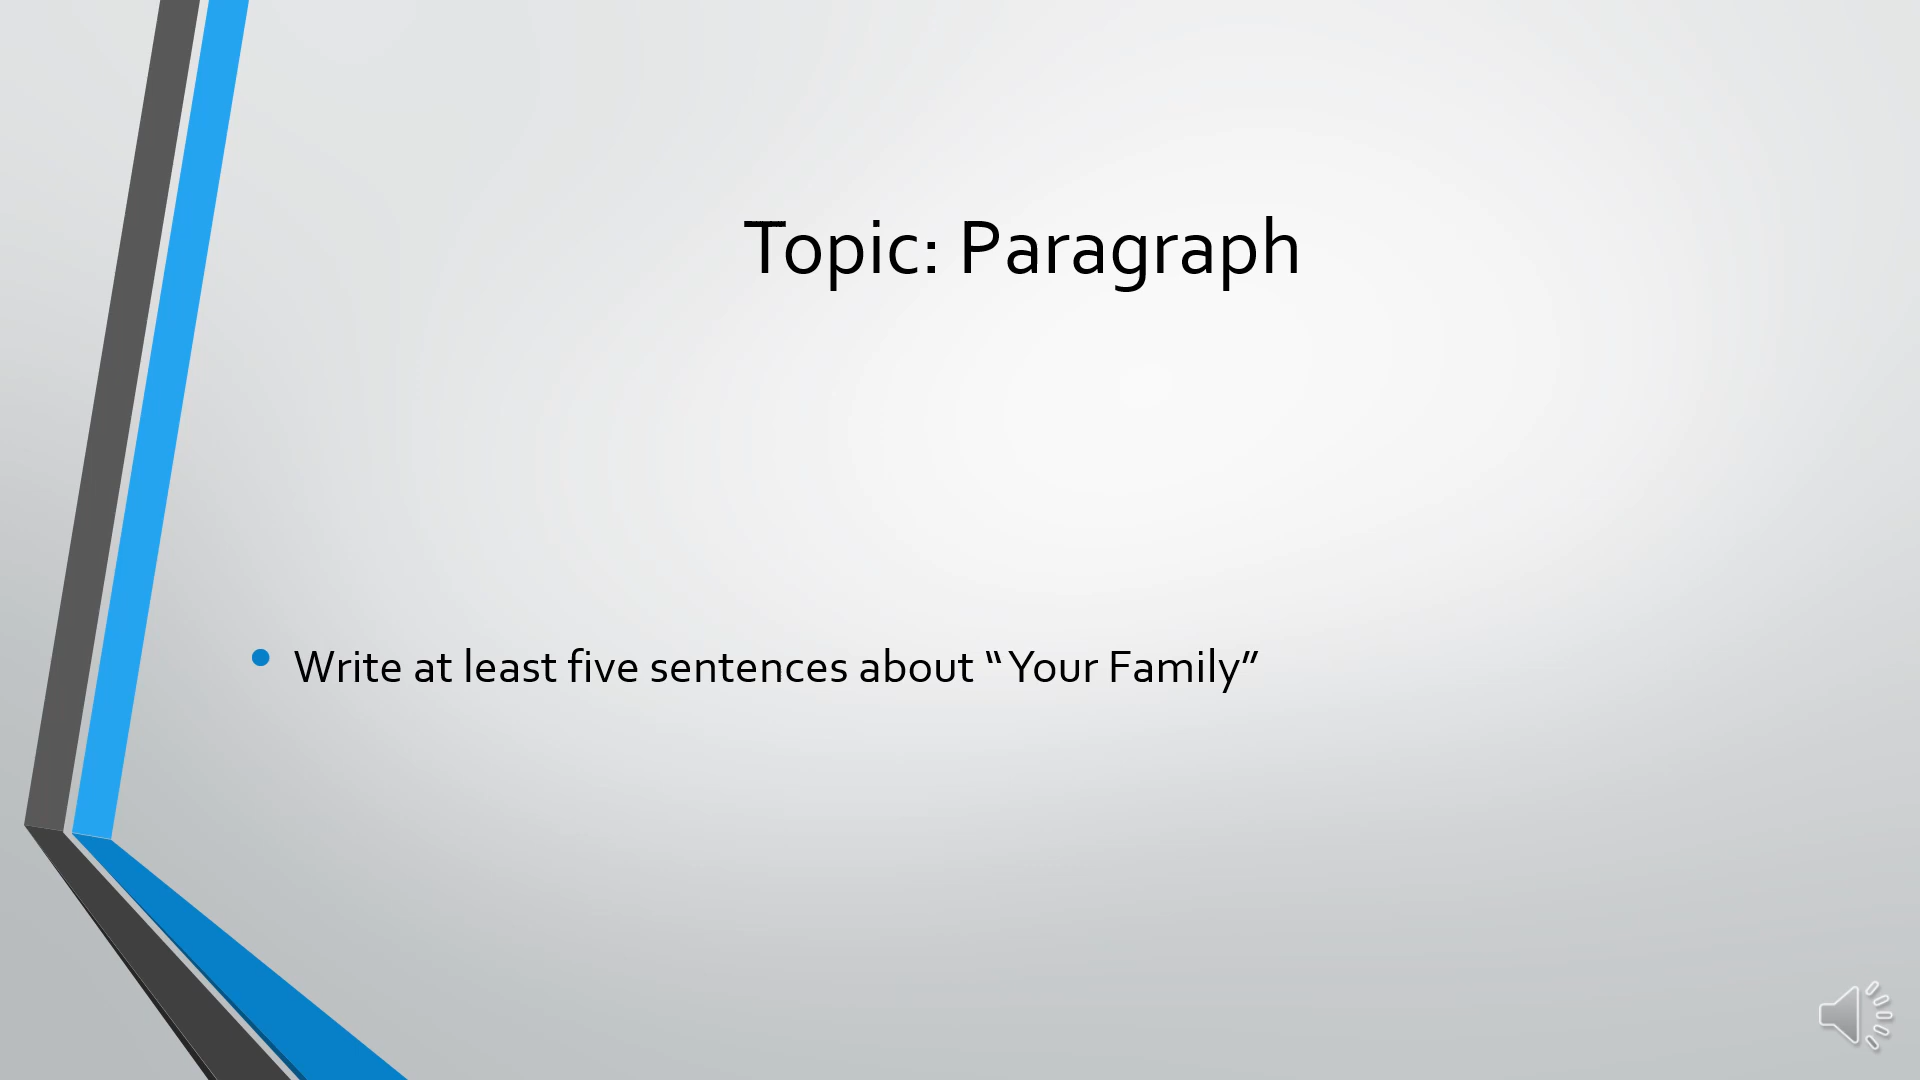 Topic: Paragraph
• Write at least five sentences about “Your Family”